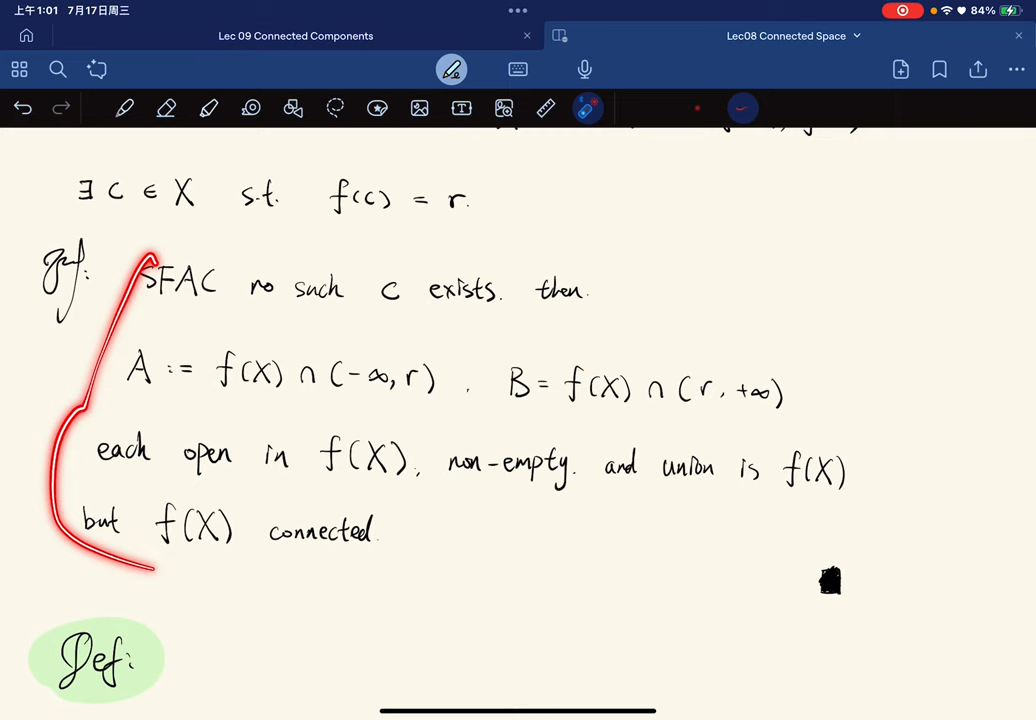 上午1:01 7月17日周三
84%
Lec 09 Connected Components
Lec08 Connected Space
∃ c ∈ X s.t. f(c) = r.
prf:
SFAC no such c exists. then.
A := f(X) ∩ (-∞, r) . B = f(X) ∩ (r, +∞)
each open in f(X), non-empty. and union is f(X)
but f(X) connected.
Def: